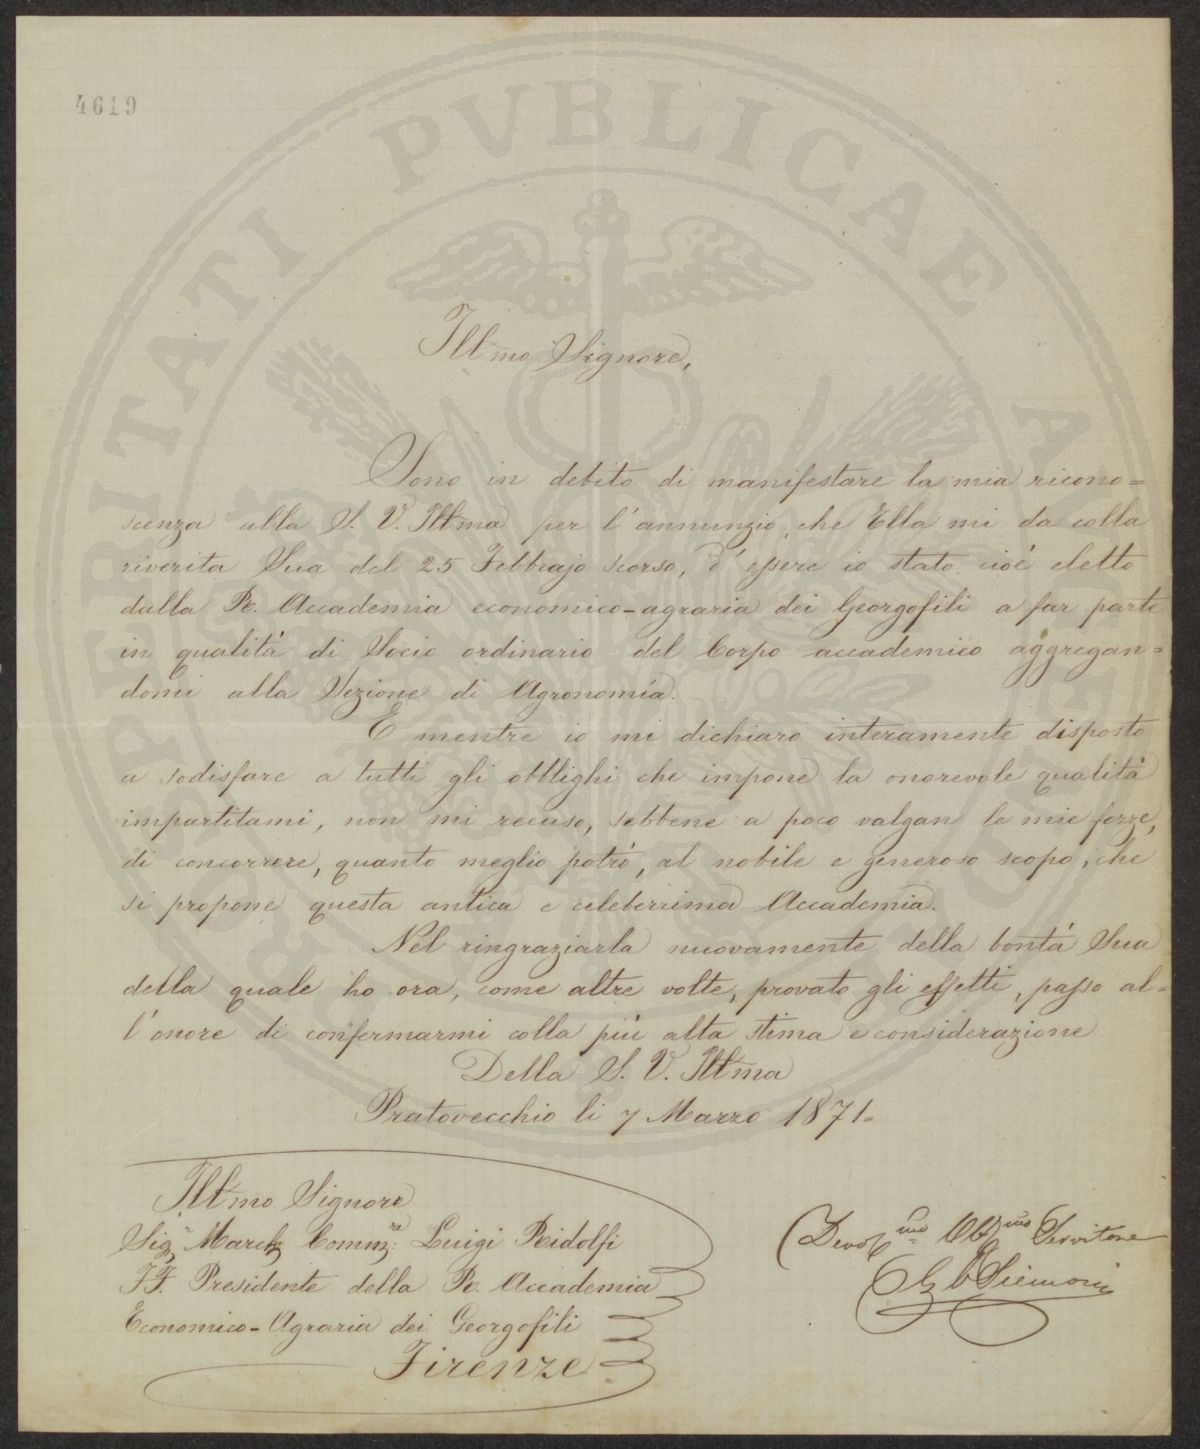 4619
PROSPERITATI PVBLICAE AVGENDAE
Ill.mo Signore,
Sono in debito di manifestare la mia ricono=
scenza alla S. V. Ill.ma per l'annunzio, che Ella mi da colla
riverita Sua del 25 Febbrajo scorso, d'essere io stato cioè eletto
dalla R. Accademia economico-agraria dei Georgofili a far parte
in qualità di Socio ordinario del Corpo accademico aggregan=
domi alla Sezione di Agronomia.
E mentre io mi dichiaro interamente disposto
a sodisfare a tutti gli obblighi che impone la onorevole qualità
impartitami, non mi recuso, sebbene a poco valgan le mie forze,
di concorrere, quanto meglio potrò, al nobile e generoso scopo, che
si propone questa antica e celeberrima Accademia.
Nel ringraziarla nuovamente della bontà Sua
della quale ho ora, come altre volte, provato gli effetti, passo al=
l'onore di confermarmi colla più alta stima e considerazione
Della S. V. Ill.ma
Pratovecchio li 7 Marzo 1871.
Ill.mo Signore
Sig.r March. Comm.re Luigi Ridolfi
FF. Presidente della R. Accademia
Economico-Agraria dei Georgofili
Firenze
Devot.mo Obb.mo Servitore
Siemoni